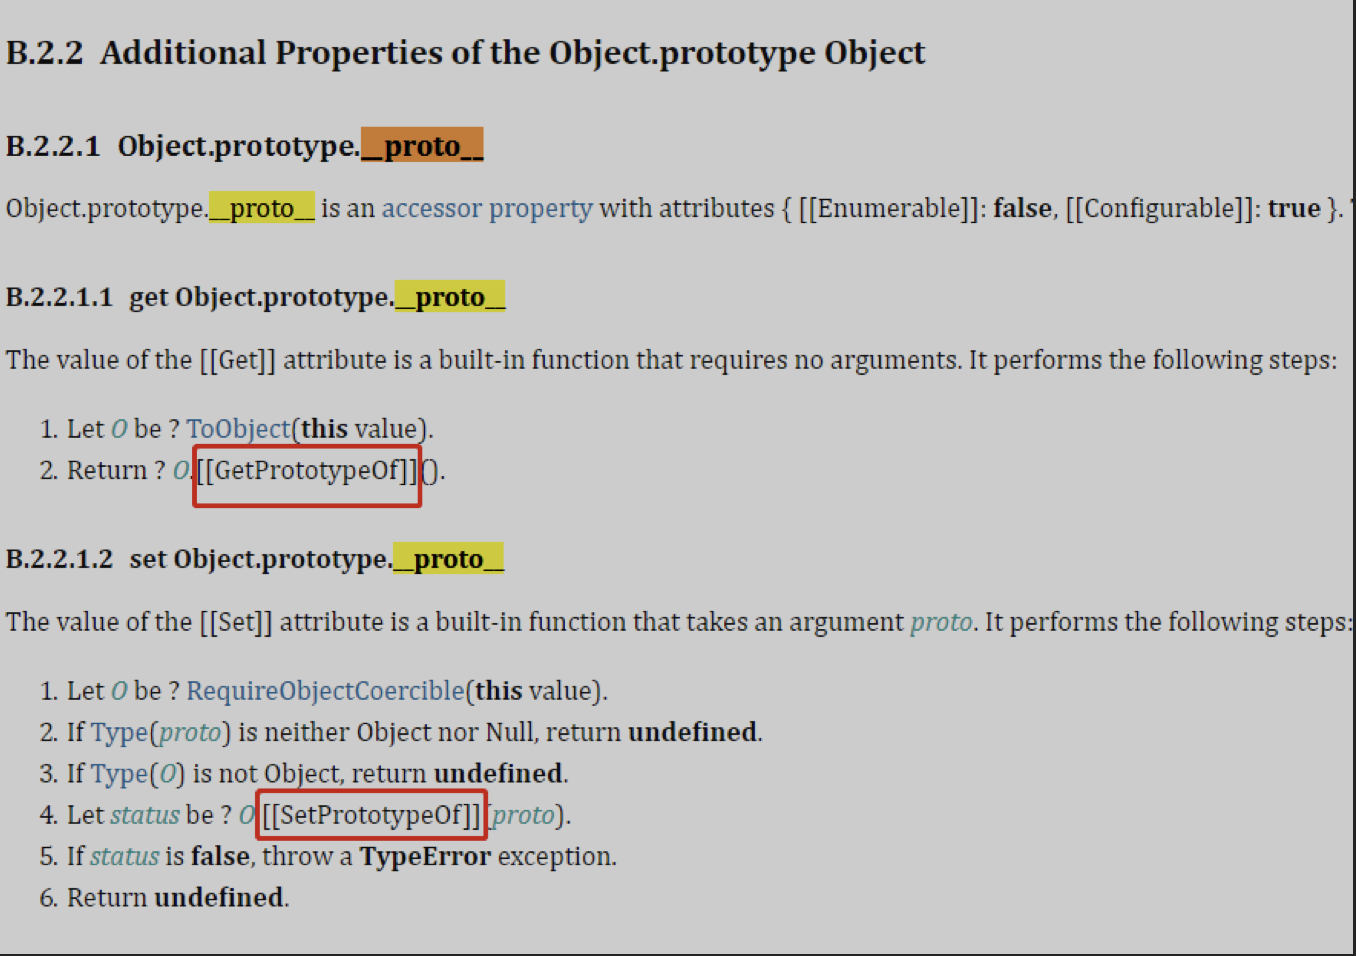 B.2.2 Additional Properties of the Object.prototype Object
B.2.2.1 Object.prototype.__proto__
Object.prototype.__proto__ is an accessor property with attributes { [[Enumerable]]: false, [[Configurable]]: true }.
B.2.2.1.1 get Object.prototype.__proto__
The value of the [[Get]] attribute is a built-in function that requires no arguments. It performs the following steps:
1. Let O be ? ToObject(this value).
2. Return ? O.[[GetPrototypeOf]]().
B.2.2.1.2 set Object.prototype.__proto__
The value of the [[Set]] attribute is a built-in function that takes an argument proto. It performs the following steps:
1. Let O be ? RequireObjectCoercible(this value).
2. If Type(proto) is neither Object nor Null, return undefined.
3. If Type(O) is not Object, return undefined.
4. Let status be ? O.[[SetPrototypeOf]](proto).
5. If status is false, throw a TypeError exception.
6. Return undefined.